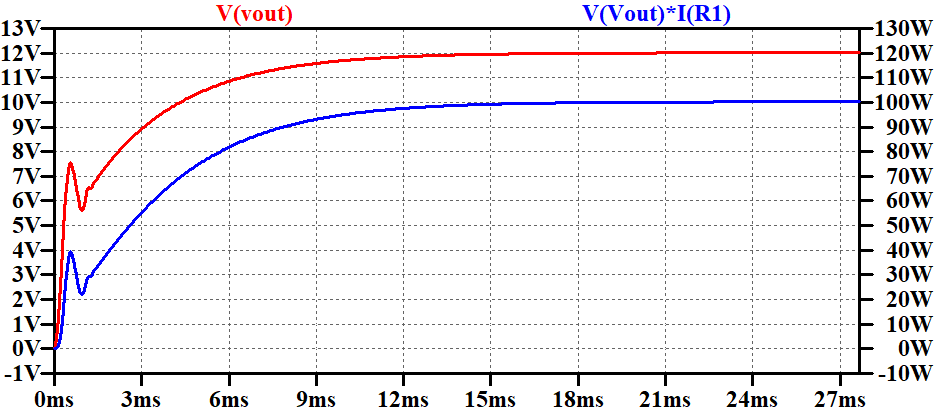 V(vout) V(Vout)*I(R1)
13V 130W
12V 120W
11V 110W
10V 100W
9V 90W
8V 80W
7V 70W
6V 60W
5V 50W
4V 40W
3V 30W
2V 20W
1V 10W
0V 0W
-1V -10W
0ms 3ms 6ms 9ms 12ms 15ms 18ms 21ms 24ms 27ms